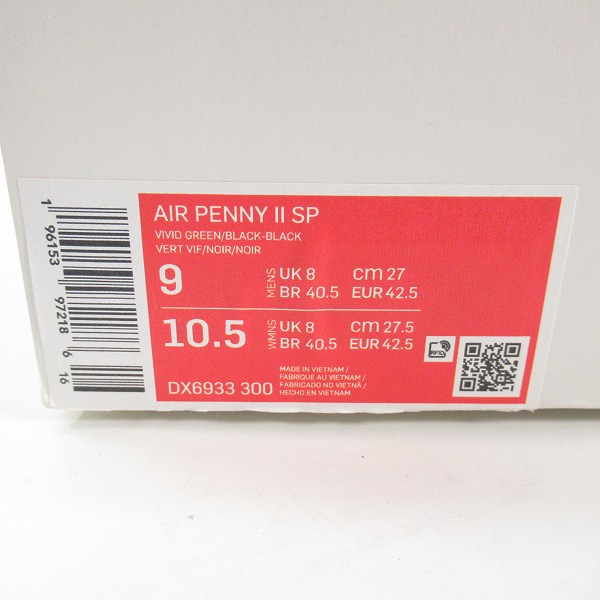 AIR PENNY II SP
VIVID GREEN/BLACK-BLACK
VERT VIF/NOIR/NOIR
9 MENS UK 8 cm 27
BR 40.5 EUR 42.5
10.5 WMNS UK 8 cm 27.5
BR 40.5 EUR 42.5
RFID
DX6933 300
MADE IN VIETNAM /
FABRIQUE AU VIETNAM /
FABRICADO NO VIETNÃ /
HECHO EN VIETNAM
1 96153 97218 6 16